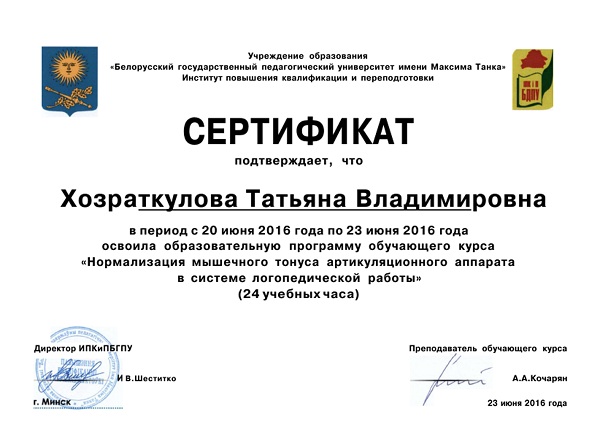 Учреждение образования
«Белорусский государственный педагогический университет имени Максима Танка»
Институт повышения квалификации и переподготовки
БДПУ
СЕРТИФИКАТ
подтверждает, что
Хозраткулова Татьяна Владимировна
в период с 20 июня 2016 года по 23 июня 2016 года
освоила образовательную программу обучающего курса
«Нормализация мышечного тонуса артикуляционного аппарата
в системе логопедической работы»
(24 учебных часа)
Директор ИПКиПБГПУ
И В.Шеститко
г. Минск
Преподаватель обучающего курса
А.А.Кочарян
23 июня 2016 года